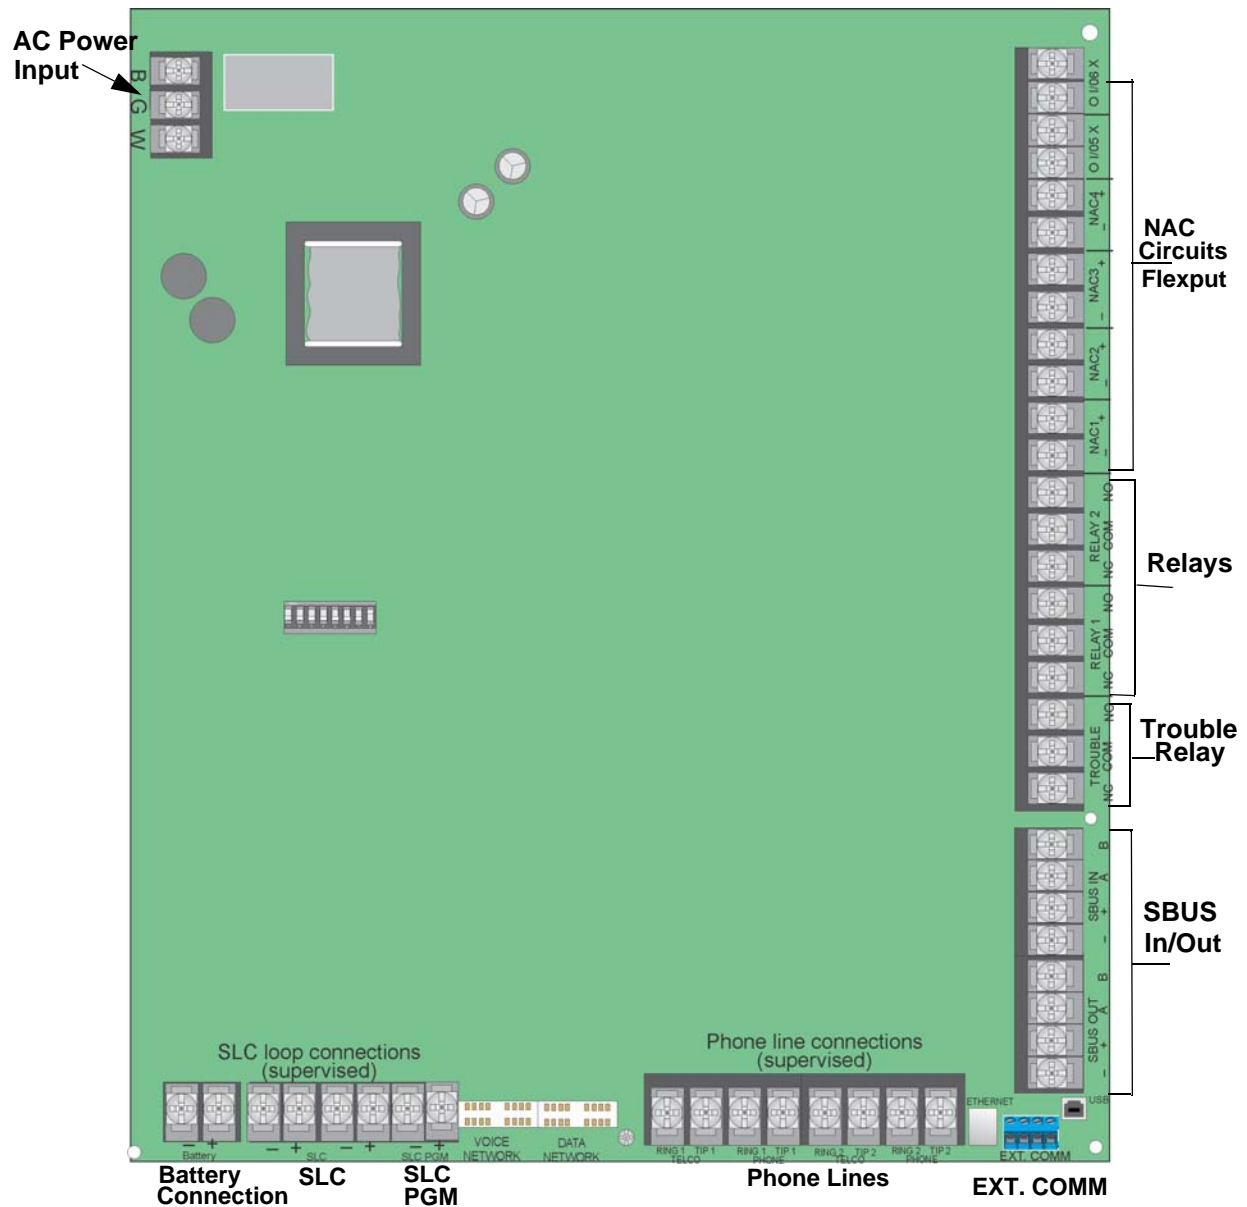 AC Power
Input
B
G
W
O I/06 X
O I/05 X
NAC4
+
–
NAC3
+
–
NAC2
+
–
NAC1
+
–
NAC
Circuits
Flexput
RELAY 2
NO
COM
NC
RELAY 1
NO
COM
NC
Relays
TROUBLE
NO
COM
NC
Trouble
Relay
SBUS IN
B
A
+
–
SBUS OUT
B
A
+
–
SBUS
In/Out
SLC loop connections
(supervised)
Phone line connections
(supervised)
ETHERNET
USB
– +
Battery
– + – +
SLC
– +
SLC PGM
VOICE
NETWORK
DATA
NETWORK
RING 1 TIP 1
TELCO
RING 1 TIP 1
PHONE
RING 2 TIP 2
TELCO
RING 2 TIP 2
PHONE
EXT. COMM
Battery
Connection
SLC
SLC
PGM
Phone Lines
EXT. COMM